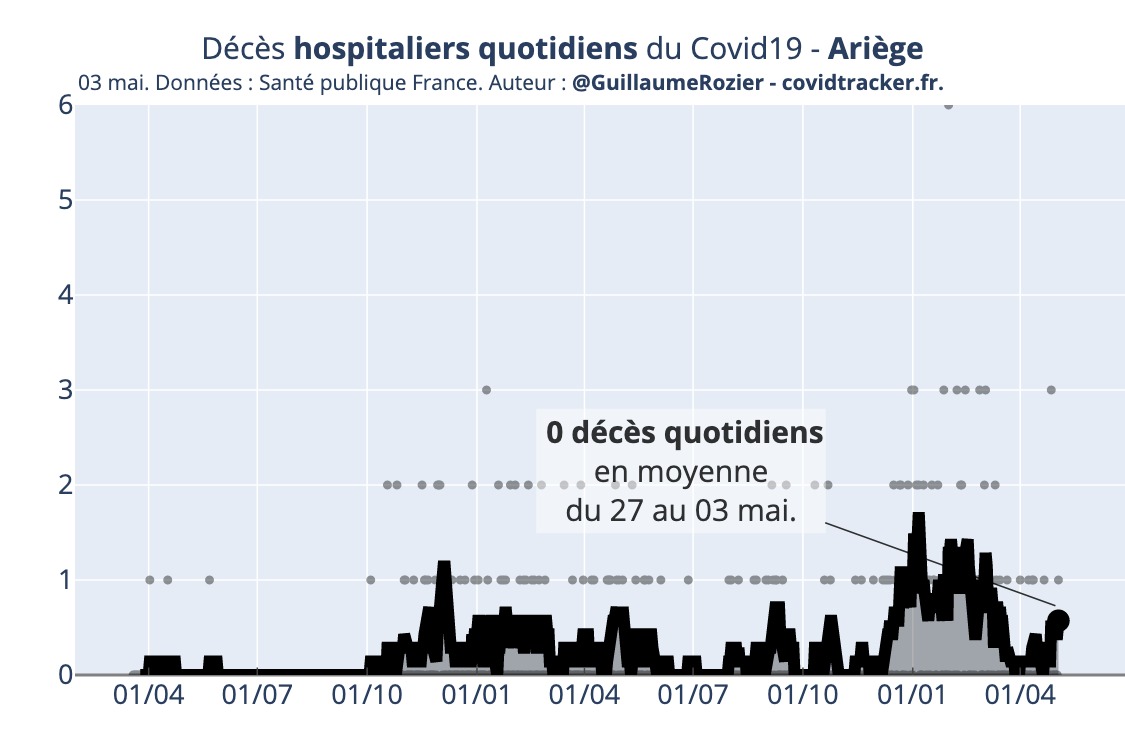 Décès hospitaliers quotidiens du Covid19 - Ariège
03 mai. Données : Santé publique France. Auteur : @GuillaumeRozier - covidtracker.fr.
6
5
4
3
2
1
0
0 décès quotidiens
en moyenne
du 27 au 03 mai.
01/04 01/07 01/10 01/01 01/04 01/07 01/10 01/01 01/04